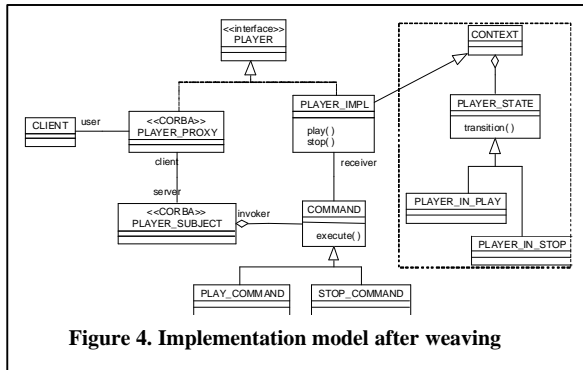 <<interface>>
PLAYER
CONTEXT
PLAYER_IMPL
play()
stop()
PLAYER_STATE
transition()
CLIENT
user
<<CORBA>>
PLAYER_PROXY
client
receiver
server
<<CORBA>>
PLAYER_SUBJECT
invoker
COMMAND
execute()
PLAYER_IN_PLAY
PLAYER_IN_STOP
PLAY_COMMAND
STOP_COMMAND
Figure 4. Implementation model after weaving